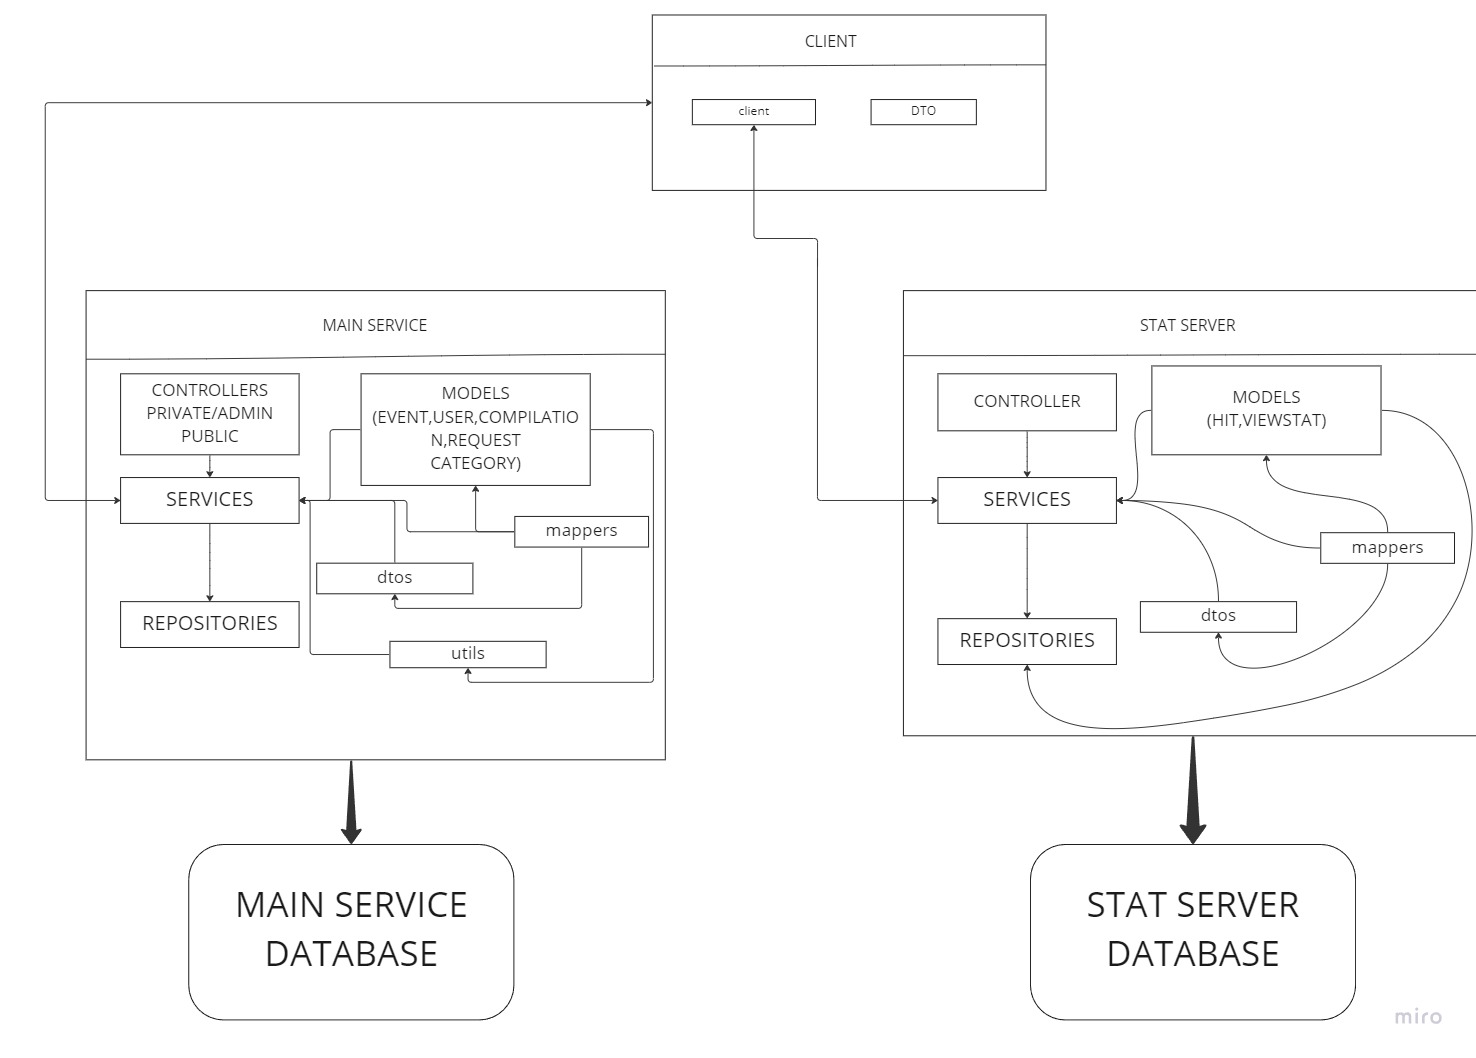 CLIENT
client
DTO
MAIN SERVICE
CONTROLLERS
PRIVATE/ADMIN
PUBLIC
MODELS
(EVENT,USER,COMPILATIO
N,REQUEST
CATEGORY)
SERVICES
mappers
dtos
REPOSITORIES
utils
STAT SERVER
CONTROLLER
MODELS
(HIT,VIEWSTAT)
SERVICES
mappers
dtos
REPOSITORIES
MAIN SERVICE
DATABASE
STAT SERVER
DATABASE
miro